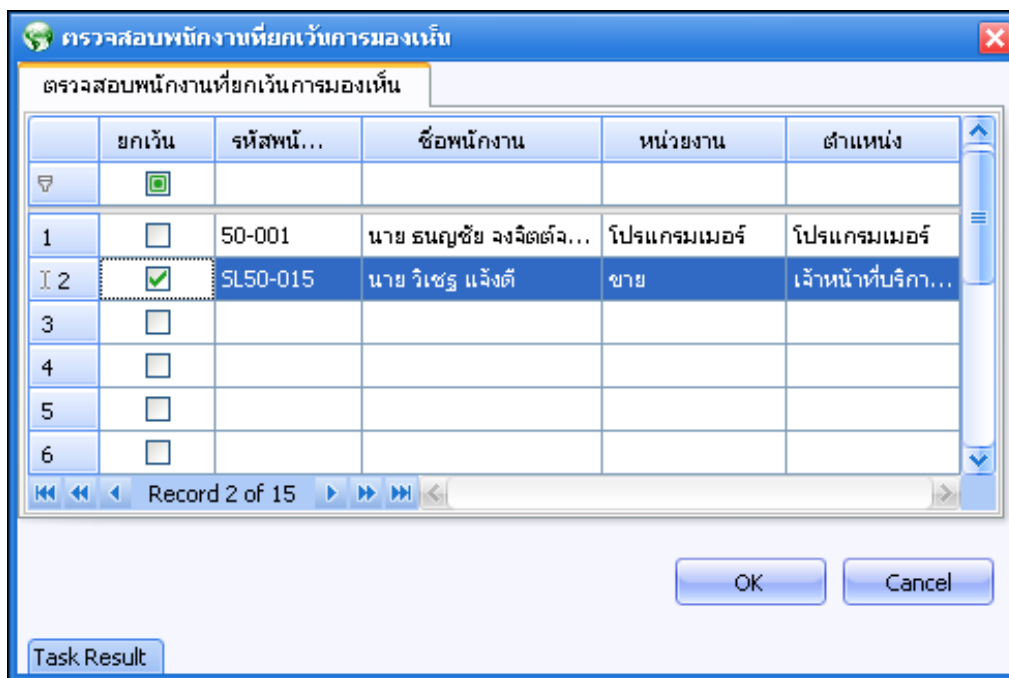 ตรวจสอบพนักงานที่ยกเว้นการมองเห็น
ตรวจสอบพนักงานที่ยกเว้นการมองเห็น
ยกเว้น รหัสพนั... ชื่อพนักงาน หน่วยงาน ตำแหน่ง
1 50-001 นาย ธนญชัย จงจิตต์จ... โปรแกรมเมอร์ โปรแกรมเมอร์
2 SL50-015 นาย วิเชฐ แจ้งดี ขาย เจ้าหน้าที่บริกา...
3
4
5
6
Record 2 of 15
OK Cancel
Task Result